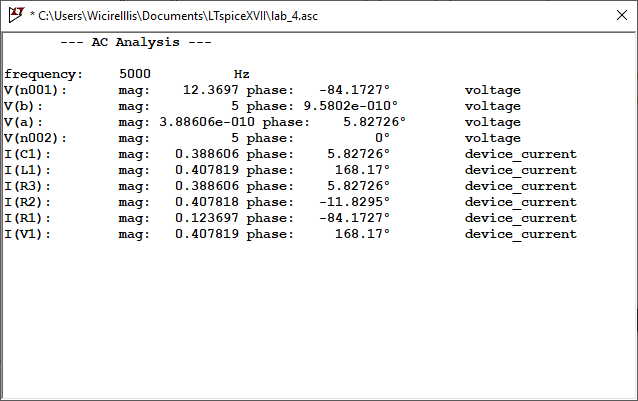 * C:\Users\Wicirelllis\Documents\LTspiceXVII\lab_4.asc
--- AC Analysis ---
frequency: 5000 Hz
V(n001): mag: 12.3697 phase: -84.1727° voltage
V(b): mag: 5 phase: 9.5802e-010° voltage
V(a): mag: 3.88606e-010 phase: 5.82726° voltage
V(n002): mag: 5 phase: 0° voltage
I(C1): mag: 0.388606 phase: 5.82726° device_current
I(L1): mag: 0.407819 phase: 168.17° device_current
I(R3): mag: 0.388606 phase: 5.82726° device_current
I(R2): mag: 0.407818 phase: -11.8295° device_current
I(R1): mag: 0.123697 phase: -84.1727° device_current
I(V1): mag: 0.407819 phase: 168.17° device_current